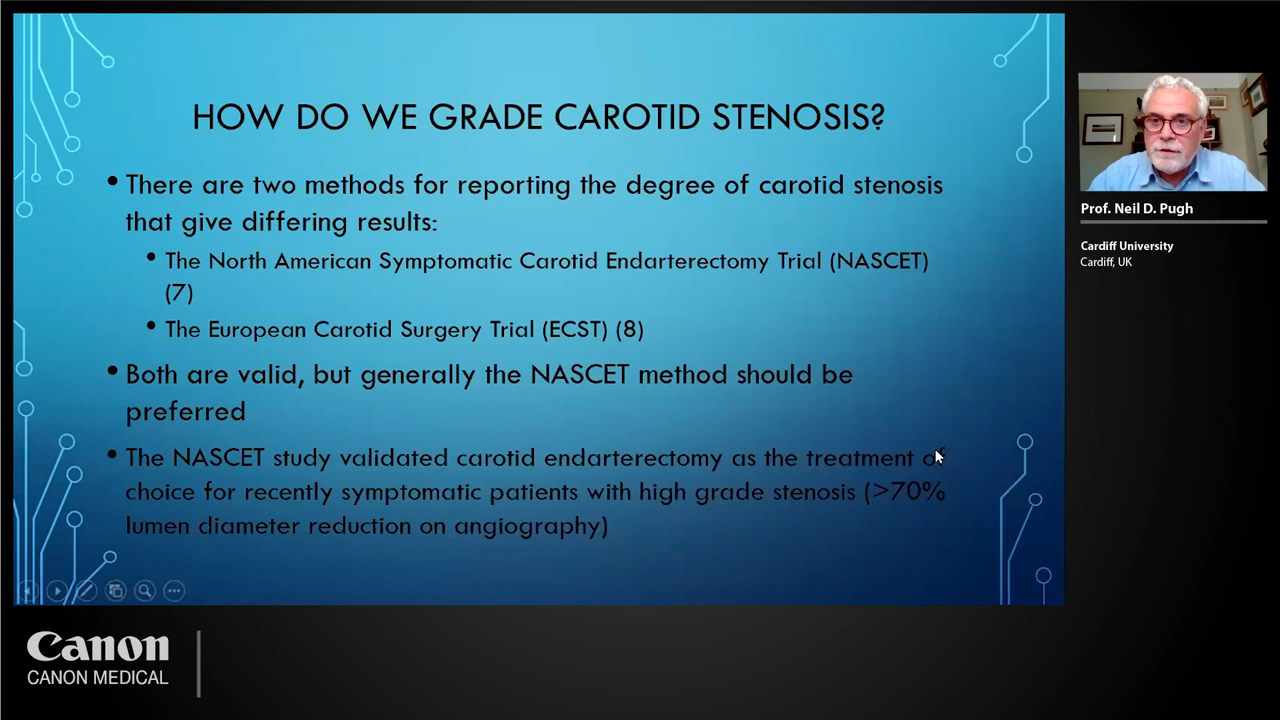 HOW DO WE GRADE CAROTID STENOSIS?
• There are two methods for reporting the degree of carotid stenosis
that give differing results:
• The North American Symptomatic Carotid Endarterectomy Trial (NASCET)
(7)
• The European Carotid Surgery Trial (ECST) (8)
• Both are valid, but generally the NASCET method should be
preferred
• The NASCET study validated carotid endarterectomy as the treatment of
choice for recently symptomatic patients with high grade stenosis (>70%
lumen diameter reduction on angiography)
Prof. Neil D. Pugh
Cardiff University
Cardiff, UK
Canon
CANON MEDICAL